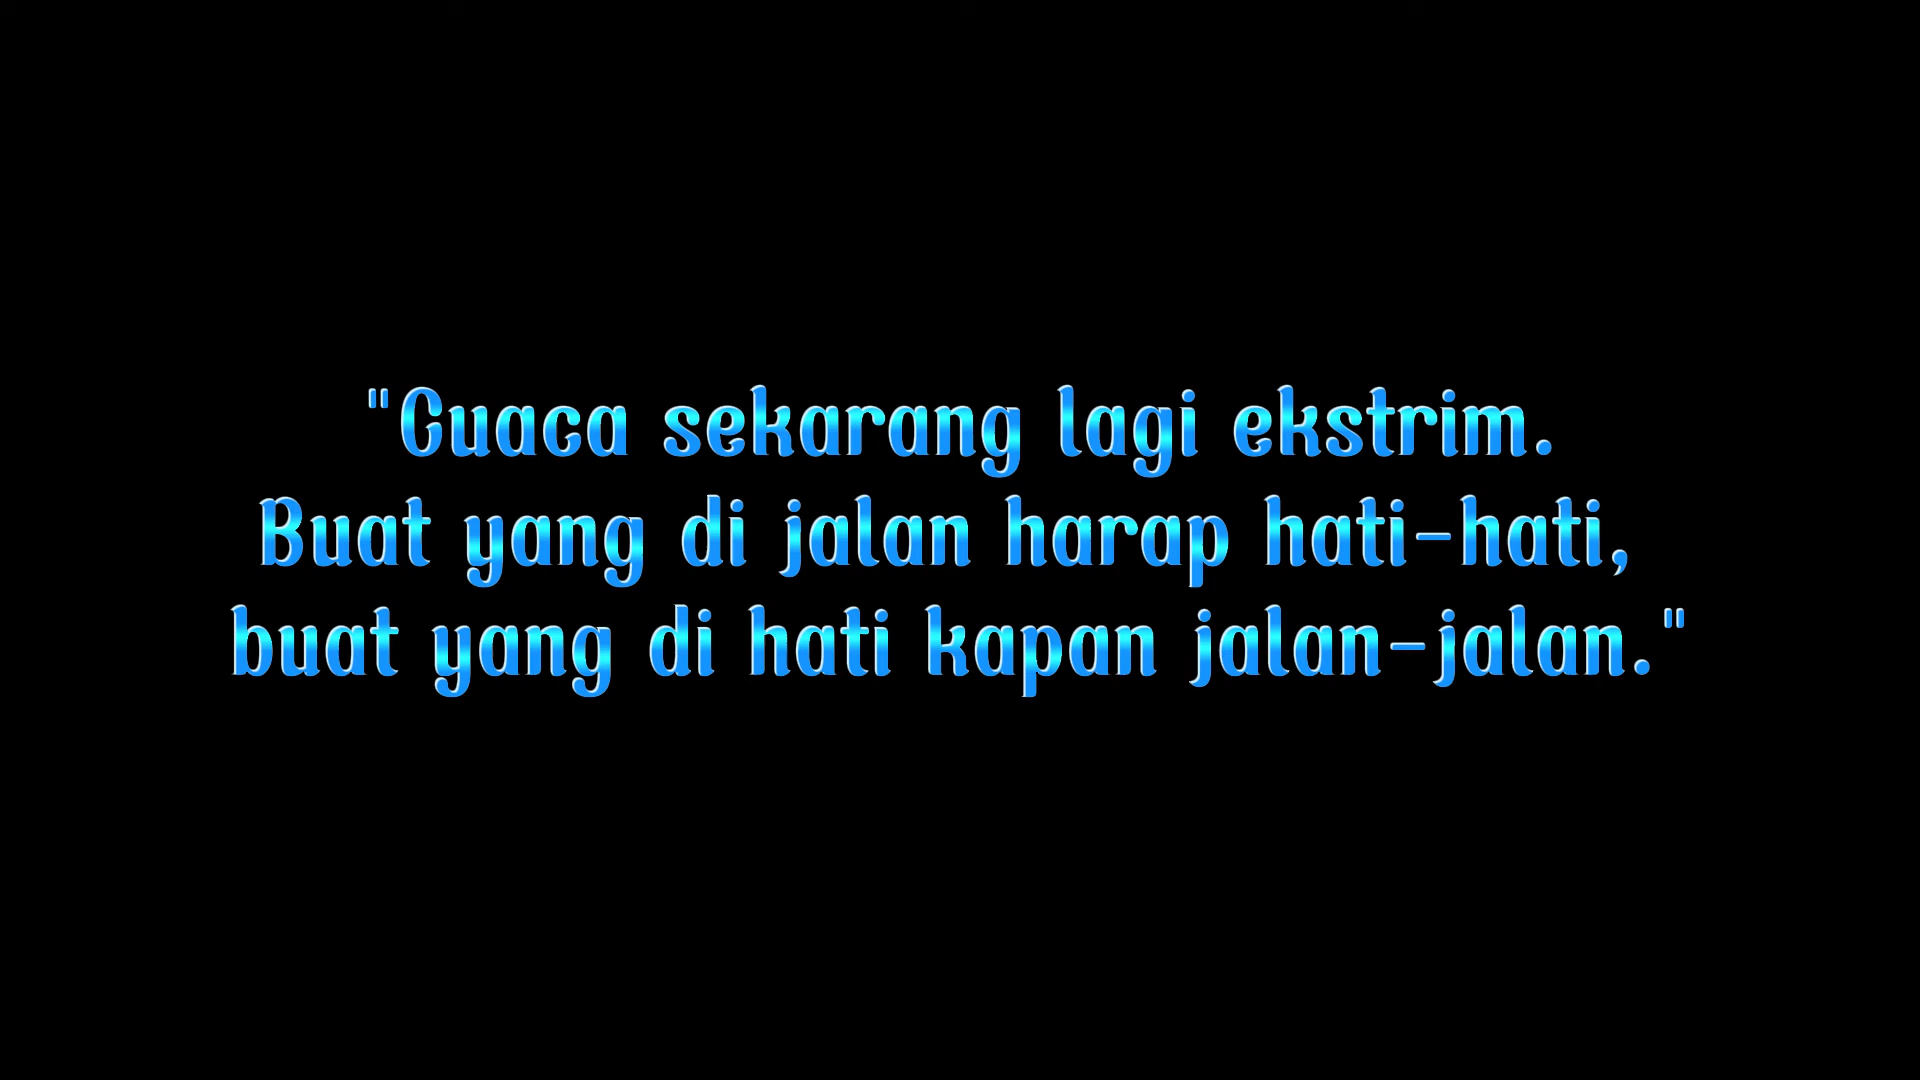 "Cuaca sekarang lagi ekstrim.
Buat yang di jalan harap hati-hati,
buat yang di hati kapan jalan-jalan."